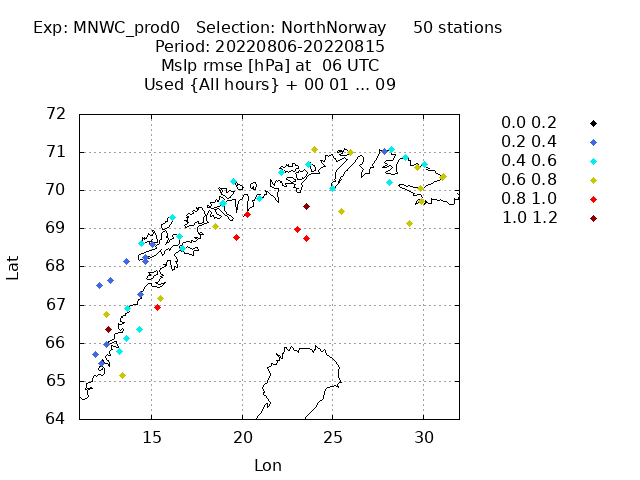 Exp: MNWC_prod0 Selection: NorthNorway 50 stations
Period: 20220806-20220815
Mslp rmse [hPa] at 06 UTC
Used {All hours} + 00 01 ... 09
72
71
70
69
68
67
66
65
64
15 20 25 30
Lat
Lon
0.0 0.2
0.2 0.4
0.4 0.6
0.6 0.8
0.8 1.0
1.0 1.2